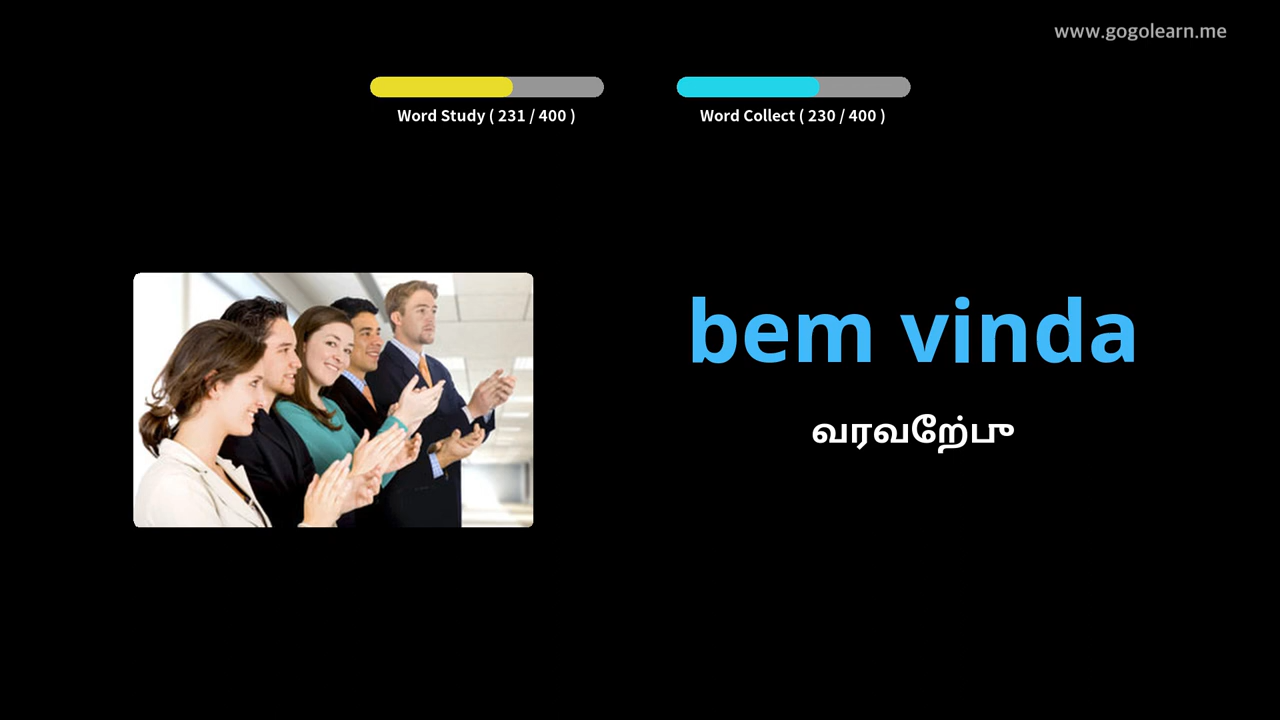 www.gogolearn.me
Word Study ( 231 / 400 )
Word Collect ( 230 / 400 )
bem vinda
வரவேற்பு